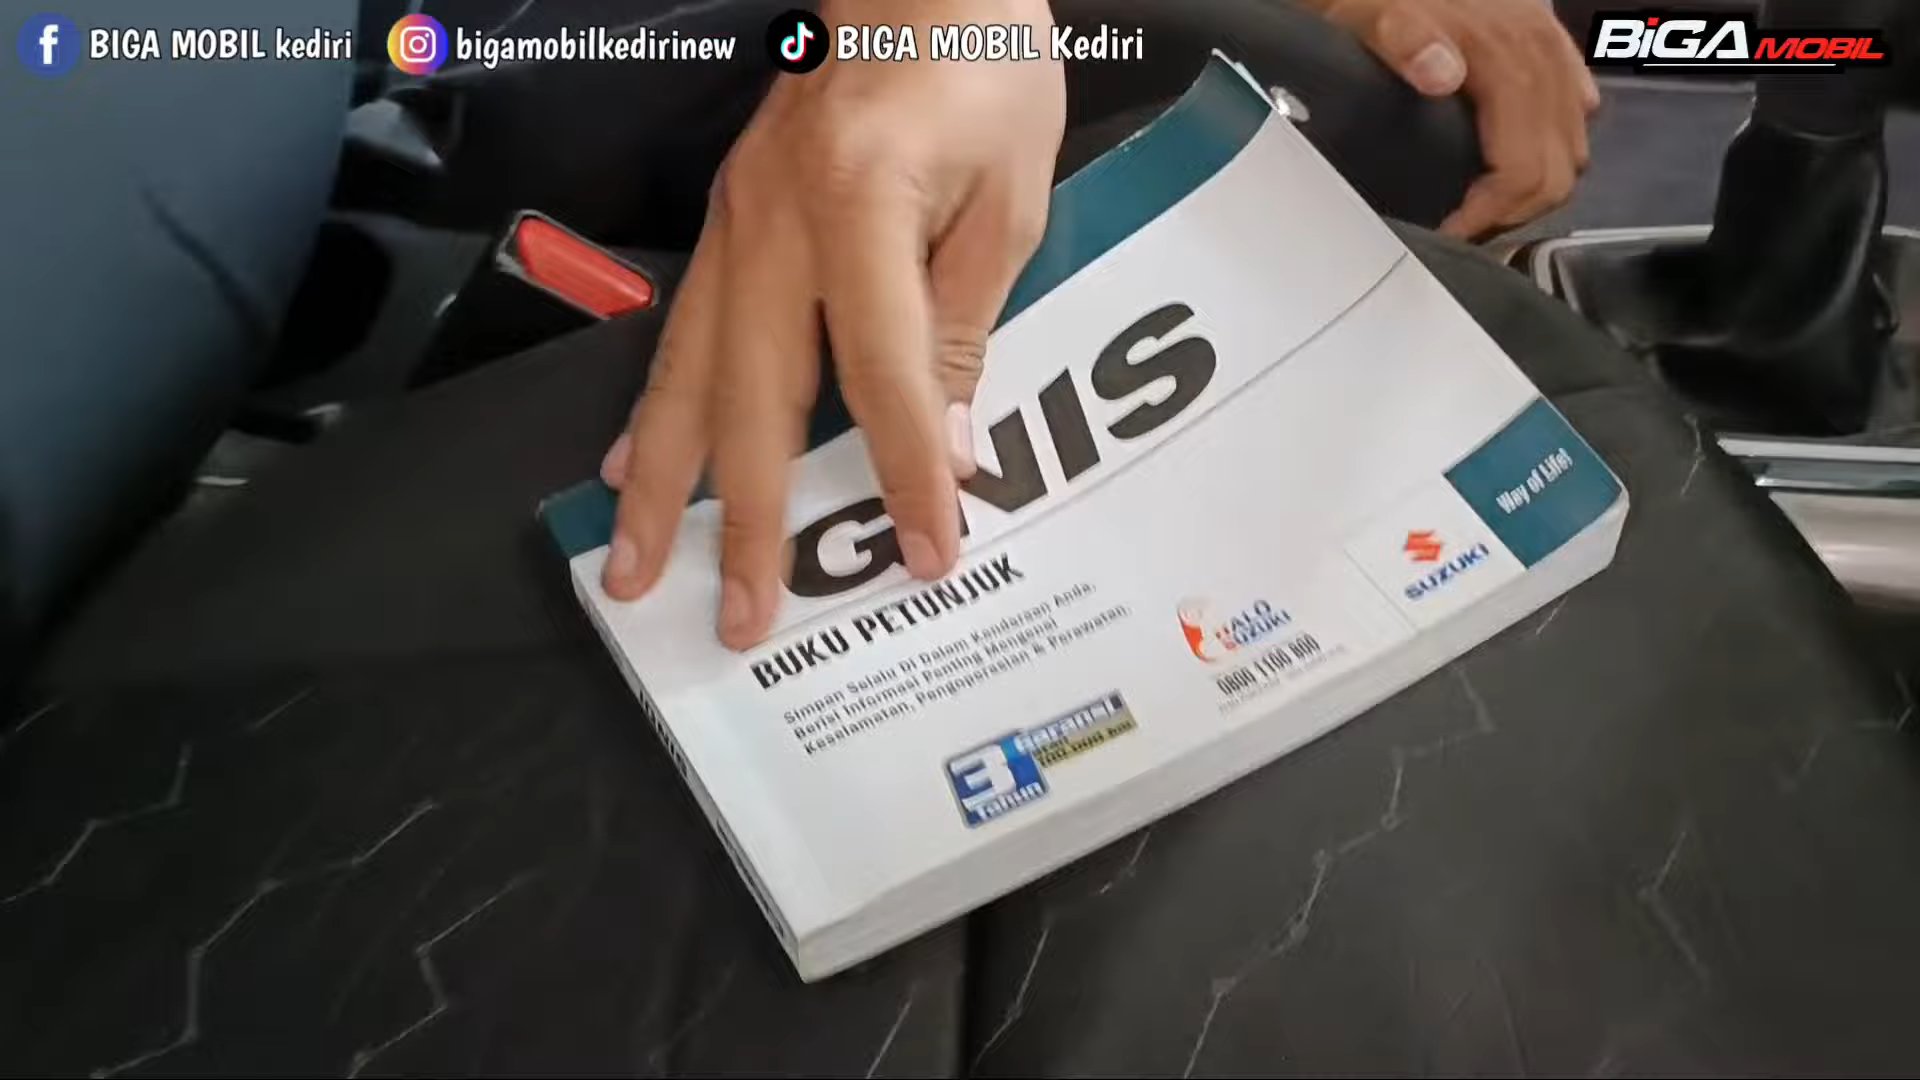 BIGA MOBIL kediri
bigamobilkedirinew
BIGA MOBIL Kediri
BiGA MOBIL
GNIS
Way of Life!
SUZUKI
BUKU PETUNJUK
Simpan Selalu Di Dalam Kendaraan Anda,
Berisi Informasi Penting Mengenai
Keselamatan, Pengoperasian & Perawatan.
HALO
SUZUKI
0800 1100 800
3 Garansi
Tahun